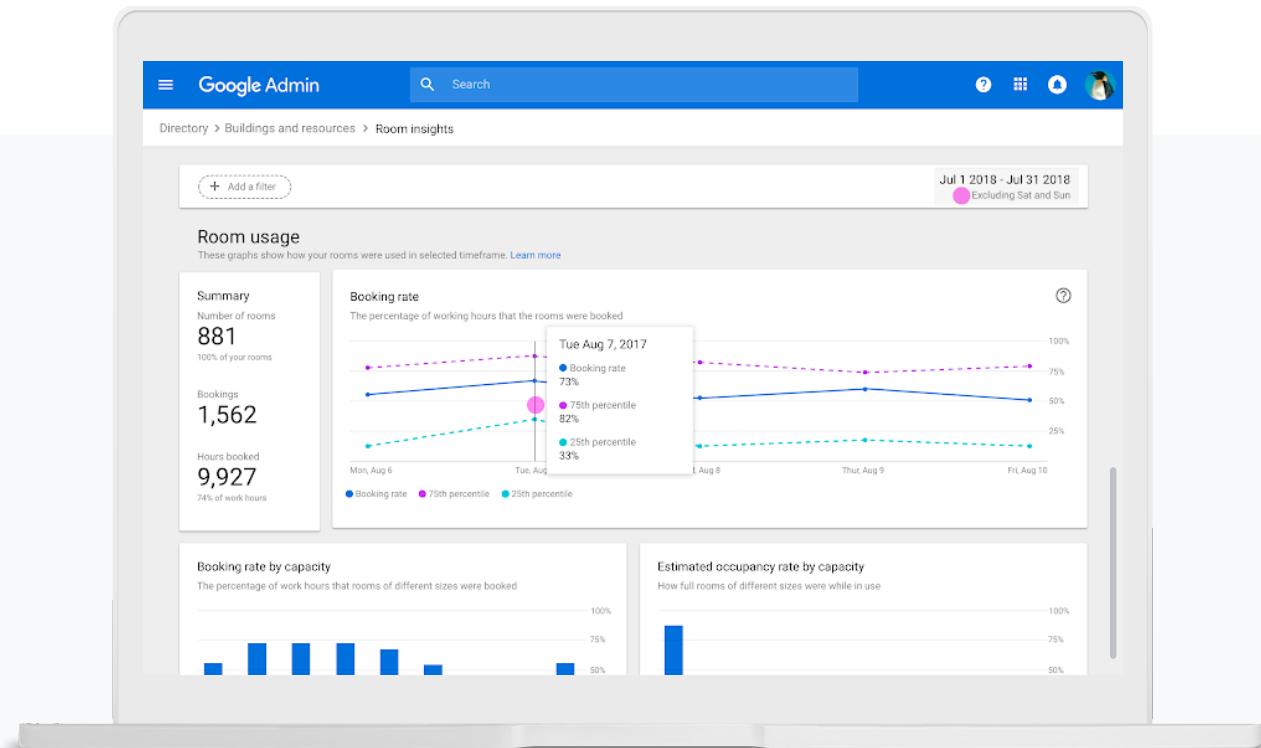 Google Admin
Search
Directory > Buildings and resources > Room insights
+ Add a filter
Jul 1 2018 - Jul 31 2018
Excluding Sat and Sun
Room usage
These graphs show how your rooms were used in selected timeframe. Learn more
Summary
Number of rooms
881
100% of your rooms
Bookings
1,562
Hours booked
9,927
74% of work hours
Booking rate
The percentage of working hours that the rooms were booked
100%
75%
50%
25%
Tue Aug 7, 2017
Booking rate
73%
75th percentile
82%
25th percentile
33%
Mon, Aug 6
Tue, Aug
Aug 8
Thur, Aug 9
Fri, Aug 10
Booking rate
75th percentile
25th percentile
Booking rate by capacity
The percentage of work hours that rooms of different sizes were booked
100%
75%
50%
Estimated occupancy rate by capacity
How full rooms of different sizes were while in use
100%
75%
50%